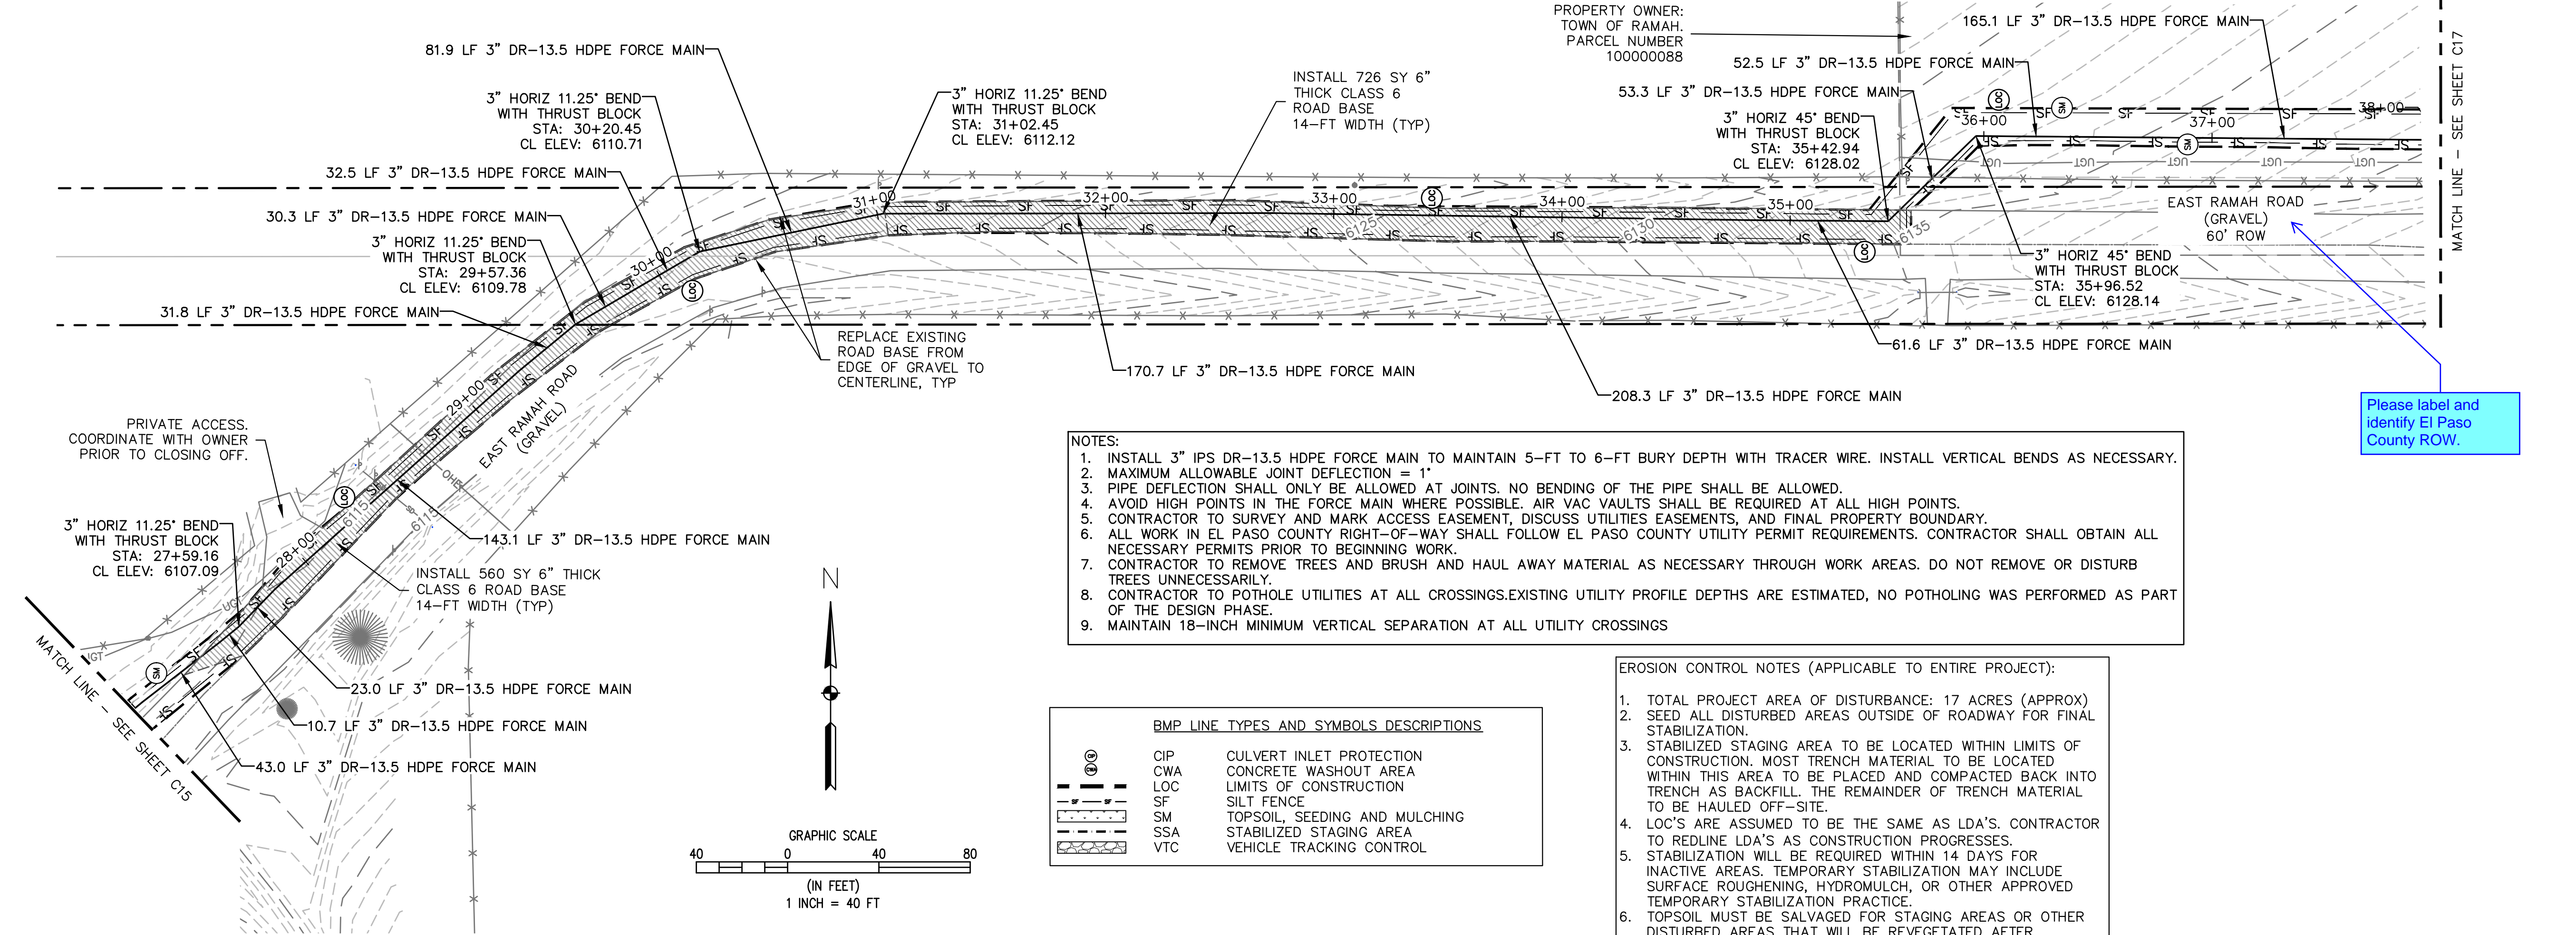 81.9 LF 3" DR-13.5 HDPE FORCE MAIN
3" HORIZ 11.25° BEND
WITH THRUST BLOCK
STA: 30+20.45
CL ELEV: 6110.71
32.5 LF 3" DR-13.5 HDPE FORCE MAIN
30.3 LF 3" DR-13.5 HDPE FORCE MAIN
3" HORIZ 11.25° BEND
WITH THRUST BLOCK
STA: 29+57.36
CL ELEV: 6109.78
31.8 LF 3" DR-13.5 HDPE FORCE MAIN
3" HORIZ 11.25° BEND
WITH THRUST BLOCK
STA: 31+02.45
CL ELEV: 6112.12
INSTALL 726 SY 6"
THICK CLASS 6
ROAD BASE
14-FT WIDTH (TYP)
PROPERTY OWNER:
TOWN OF RAMAH.
PARCEL NUMBER
100000088
165.1 LF 3" DR-13.5 HDPE FORCE MAIN
52.5 LF 3" DR-13.5 HDPE FORCE MAIN
53.3 LF 3" DR-13.5 HDPE FORCE MAIN
3" HORIZ 45° BEND
WITH THRUST BLOCK
STA: 35+42.94
CL ELEV: 6128.02
MATCH LINE - SEE SHEET C17
28+00
29+00
30+00
31+00
32+00
33+00
34+00
35+00
36+00
37+00
38+00
6115
6115
6125
6130
6135
SF
LOC
SM
UGT
OHE
EAST RAMAH ROAD
(GRAVEL)
60' ROW
3" HORIZ 45° BEND
WITH THRUST BLOCK
STA: 35+96.52
CL ELEV: 6128.14
61.6 LF 3" DR-13.5 HDPE FORCE MAIN
REPLACE EXISTING
ROAD BASE FROM
EDGE OF GRAVEL TO
CENTERLINE, TYP
170.7 LF 3" DR-13.5 HDPE FORCE MAIN
208.3 LF 3" DR-13.5 HDPE FORCE MAIN
Please label and
identify El Paso
County ROW.
EAST RAMAH ROAD
(GRAVEL)
PRIVATE ACCESS.
COORDINATE WITH OWNER
PRIOR TO CLOSING OFF.
3" HORIZ 11.25° BEND
WITH THRUST BLOCK
STA: 27+59.16
CL ELEV: 6107.09
143.1 LF 3" DR-13.5 HDPE FORCE MAIN
INSTALL 560 SY 6" THICK
CLASS 6 ROAD BASE
14-FT WIDTH (TYP)
23.0 LF 3" DR-13.5 HDPE FORCE MAIN
10.7 LF 3" DR-13.5 HDPE FORCE MAIN
43.0 LF 3" DR-13.5 HDPE FORCE MAIN
MATCH LINE - SEE SHEET C15
N
GRAPHIC SCALE
40 0 40 80
(IN FEET)
1 INCH = 40 FT
NOTES:
1. INSTALL 3" IPS DR-13.5 HDPE FORCE MAIN TO MAINTAIN 5-FT TO 6-FT BURY DEPTH WITH TRACER WIRE. INSTALL VERTICAL BENDS AS NECESSARY.
2. MAXIMUM ALLOWABLE JOINT DEFLECTION = 1°
3. PIPE DEFLECTION SHALL ONLY BE ALLOWED AT JOINTS. NO BENDING OF THE PIPE SHALL BE ALLOWED.
4. AVOID HIGH POINTS IN THE FORCE MAIN WHERE POSSIBLE. AIR VAC VAULTS SHALL BE REQUIRED AT ALL HIGH POINTS.
5. CONTRACTOR TO SURVEY AND MARK ACCESS EASEMENT, DISCUSS UTILITIES EASEMENTS, AND FINAL PROPERTY BOUNDARY.
6. ALL WORK IN EL PASO COUNTY RIGHT-OF-WAY SHALL FOLLOW EL PASO COUNTY UTILITY PERMIT REQUIREMENTS. CONTRACTOR SHALL OBTAIN ALL
NECESSARY PERMITS PRIOR TO BEGINNING WORK.
7. CONTRACTOR TO REMOVE TREES AND BRUSH AND HAUL AWAY MATERIAL AS NECESSARY THROUGH WORK AREAS. DO NOT REMOVE OR DISTURB
TREES UNNECESSARILY.
8. CONTRACTOR TO POTHOLE UTILITIES AT ALL CROSSINGS.EXISTING UTILITY PROFILE DEPTHS ARE ESTIMATED, NO POTHOLING WAS PERFORMED AS PART
OF THE DESIGN PHASE.
9. MAINTAIN 18-INCH MINIMUM VERTICAL SEPARATION AT ALL UTILITY CROSSINGS
BMP LINE TYPES AND SYMBOLS DESCRIPTIONS
CIP CULVERT INLET PROTECTION
CWA CONCRETE WASHOUT AREA
LOC LIMITS OF CONSTRUCTION
SF SILT FENCE
SM TOPSOIL, SEEDING AND MULCHING
SSA STABILIZED STAGING AREA
VTC VEHICLE TRACKING CONTROL
EROSION CONTROL NOTES (APPLICABLE TO ENTIRE PROJECT):
1. TOTAL PROJECT AREA OF DISTURBANCE: 17 ACRES (APPROX)
2. SEED ALL DISTURBED AREAS OUTSIDE OF ROADWAY FOR FINAL
STABILIZATION.
3. STABILIZED STAGING AREA TO BE LOCATED WITHIN LIMITS OF
CONSTRUCTION. MOST TRENCH MATERIAL TO BE LOCATED
WITHIN THIS AREA TO BE PLACED AND COMPACTED BACK INTO
TRENCH AS BACKFILL. THE REMAINDER OF TRENCH MATERIAL
TO BE HAULED OFF-SITE.
4. LOC'S ARE ASSUMED TO BE THE SAME AS LDA'S. CONTRACTOR
TO REDLINE LDA'S AS CONSTRUCTION PROGRESSES.
5. STABILIZATION WILL BE REQUIRED WITHIN 14 DAYS FOR
INACTIVE AREAS. TEMPORARY STABILIZATION MAY INCLUDE
SURFACE ROUGHENING, HYDROMULCH, OR OTHER APPROVED
TEMPORARY STABILIZATION PRACTICE.
6. TOPSOIL MUST BE SALVAGED FOR STAGING AREAS OR OTHER
DISTURBED AREAS THAT WILL BE REVEGETATED AFTER